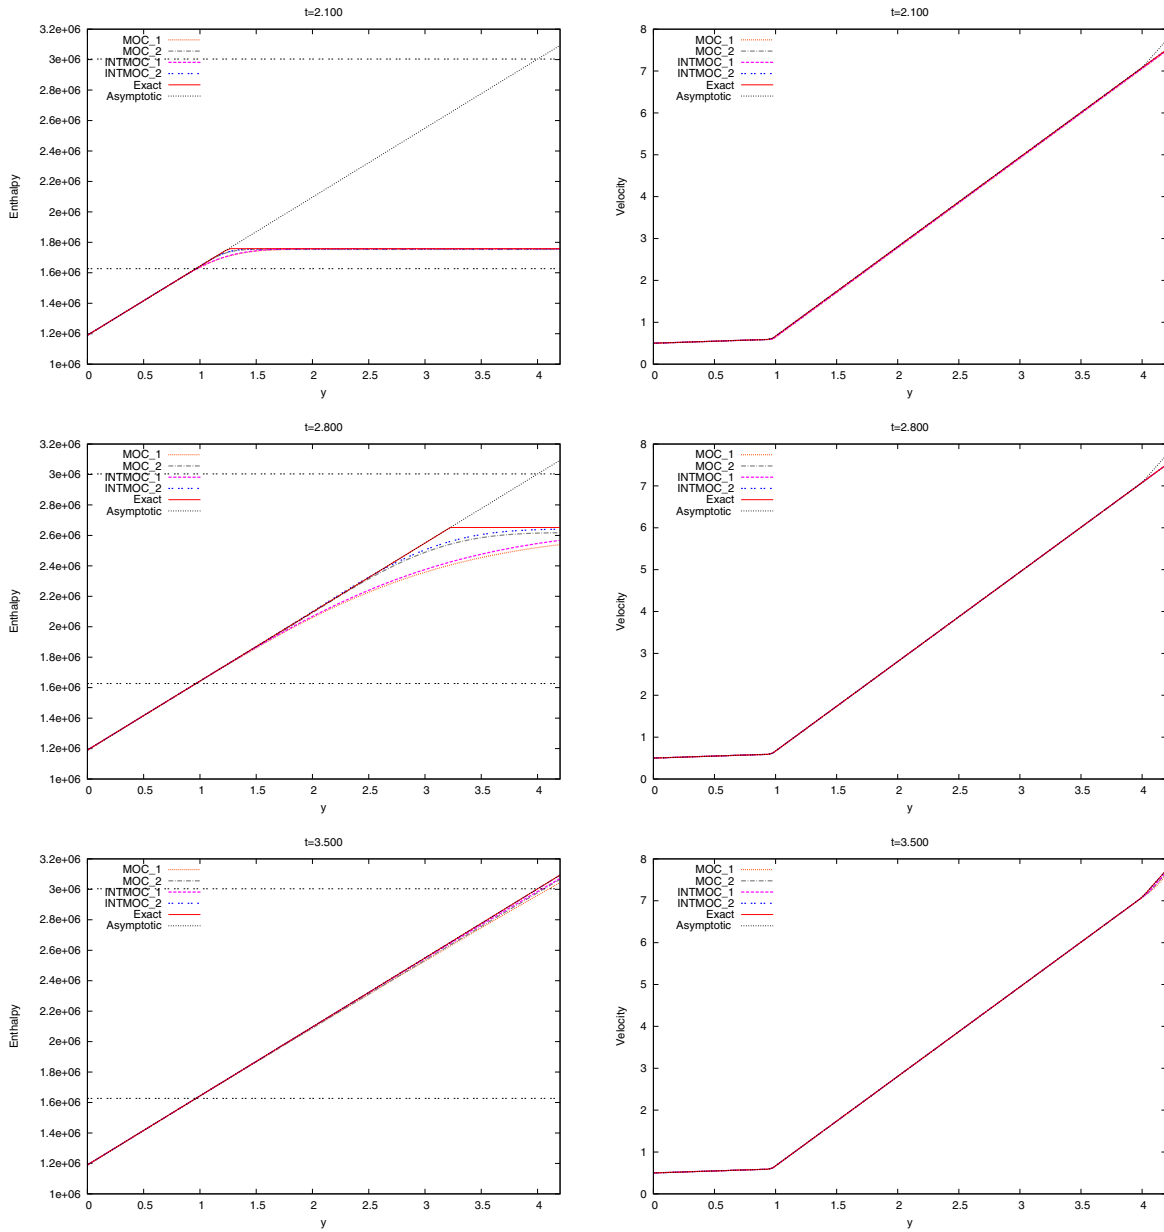 t=2.100
3.2e+06
3e+06
2.8e+06
2.6e+06
2.4e+06
2.2e+06
2e+06
1.8e+06
1.6e+06
1.4e+06
1.2e+06
1e+06
Enthalpy
MOC_1
MOC_2
INTMOC_1
INTMOC_2
Exact
Asymptotic
0 0.5 1 1.5 2 2.5 3 3.5 4
y
t=2.100
8
7
6
5
4
3
2
1
0
Velocity
MOC_1
MOC_2
INTMOC_1
INTMOC_2
Exact
Asymptotic
0 0.5 1 1.5 2 2.5 3 3.5 4
y
t=2.800
3.2e+06
3e+06
2.8e+06
2.6e+06
2.4e+06
2.2e+06
2e+06
1.8e+06
1.6e+06
1.4e+06
1.2e+06
1e+06
Enthalpy
MOC_1
MOC_2
INTMOC_1
INTMOC_2
Exact
Asymptotic
0 0.5 1 1.5 2 2.5 3 3.5 4
y
t=2.800
8
7
6
5
4
3
2
1
0
Velocity
MOC_1
MOC_2
INTMOC_1
INTMOC_2
Exact
Asymptotic
0 0.5 1 1.5 2 2.5 3 3.5 4
y
t=3.500
3.2e+06
3e+06
2.8e+06
2.6e+06
2.4e+06
2.2e+06
2e+06
1.8e+06
1.6e+06
1.4e+06
1.2e+06
1e+06
Enthalpy
MOC_1
MOC_2
INTMOC_1
INTMOC_2
Exact
Asymptotic
0 0.5 1 1.5 2 2.5 3 3.5 4
y
t=3.500
8
7
6
5
4
3
2
1
0
Velocity
MOC_1
MOC_2
INTMOC_1
INTMOC_2
Exact
Asymptotic
0 0.5 1 1.5 2 2.5 3 3.5 4
y